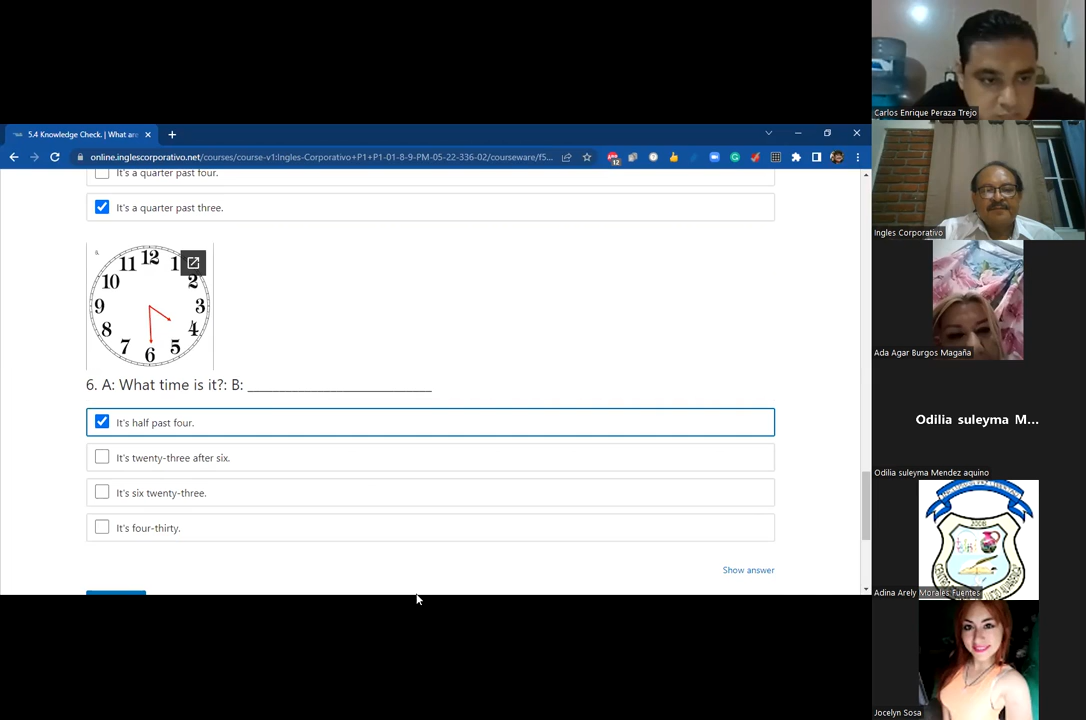 5.4 Knowledge Check. | What are
online.inglescorporativo.net/courses/course-v1:Ingles-Corporativo+P1+P1-01-8-9-PM-05-22-336-02/courseware/f5...
12
It's a quarter past four.
It's a quarter past three.
12
11
1
10
2
9
3
8
4
7
5
6
6. A: What time is it?: B: ____________________________
It's half past four.
It's twenty-three after six.
It's six twenty-three.
It's four-thirty.
Show answer
Carlos Enrique Peraza Trejo
Ingles Corporativo
Ada Agar Burgos Magaña
Odilia suleyma M...
Odilia suleyma Mendez aquino
2008
Adina Arely Morales Fuentes
Jocelyn Sosa